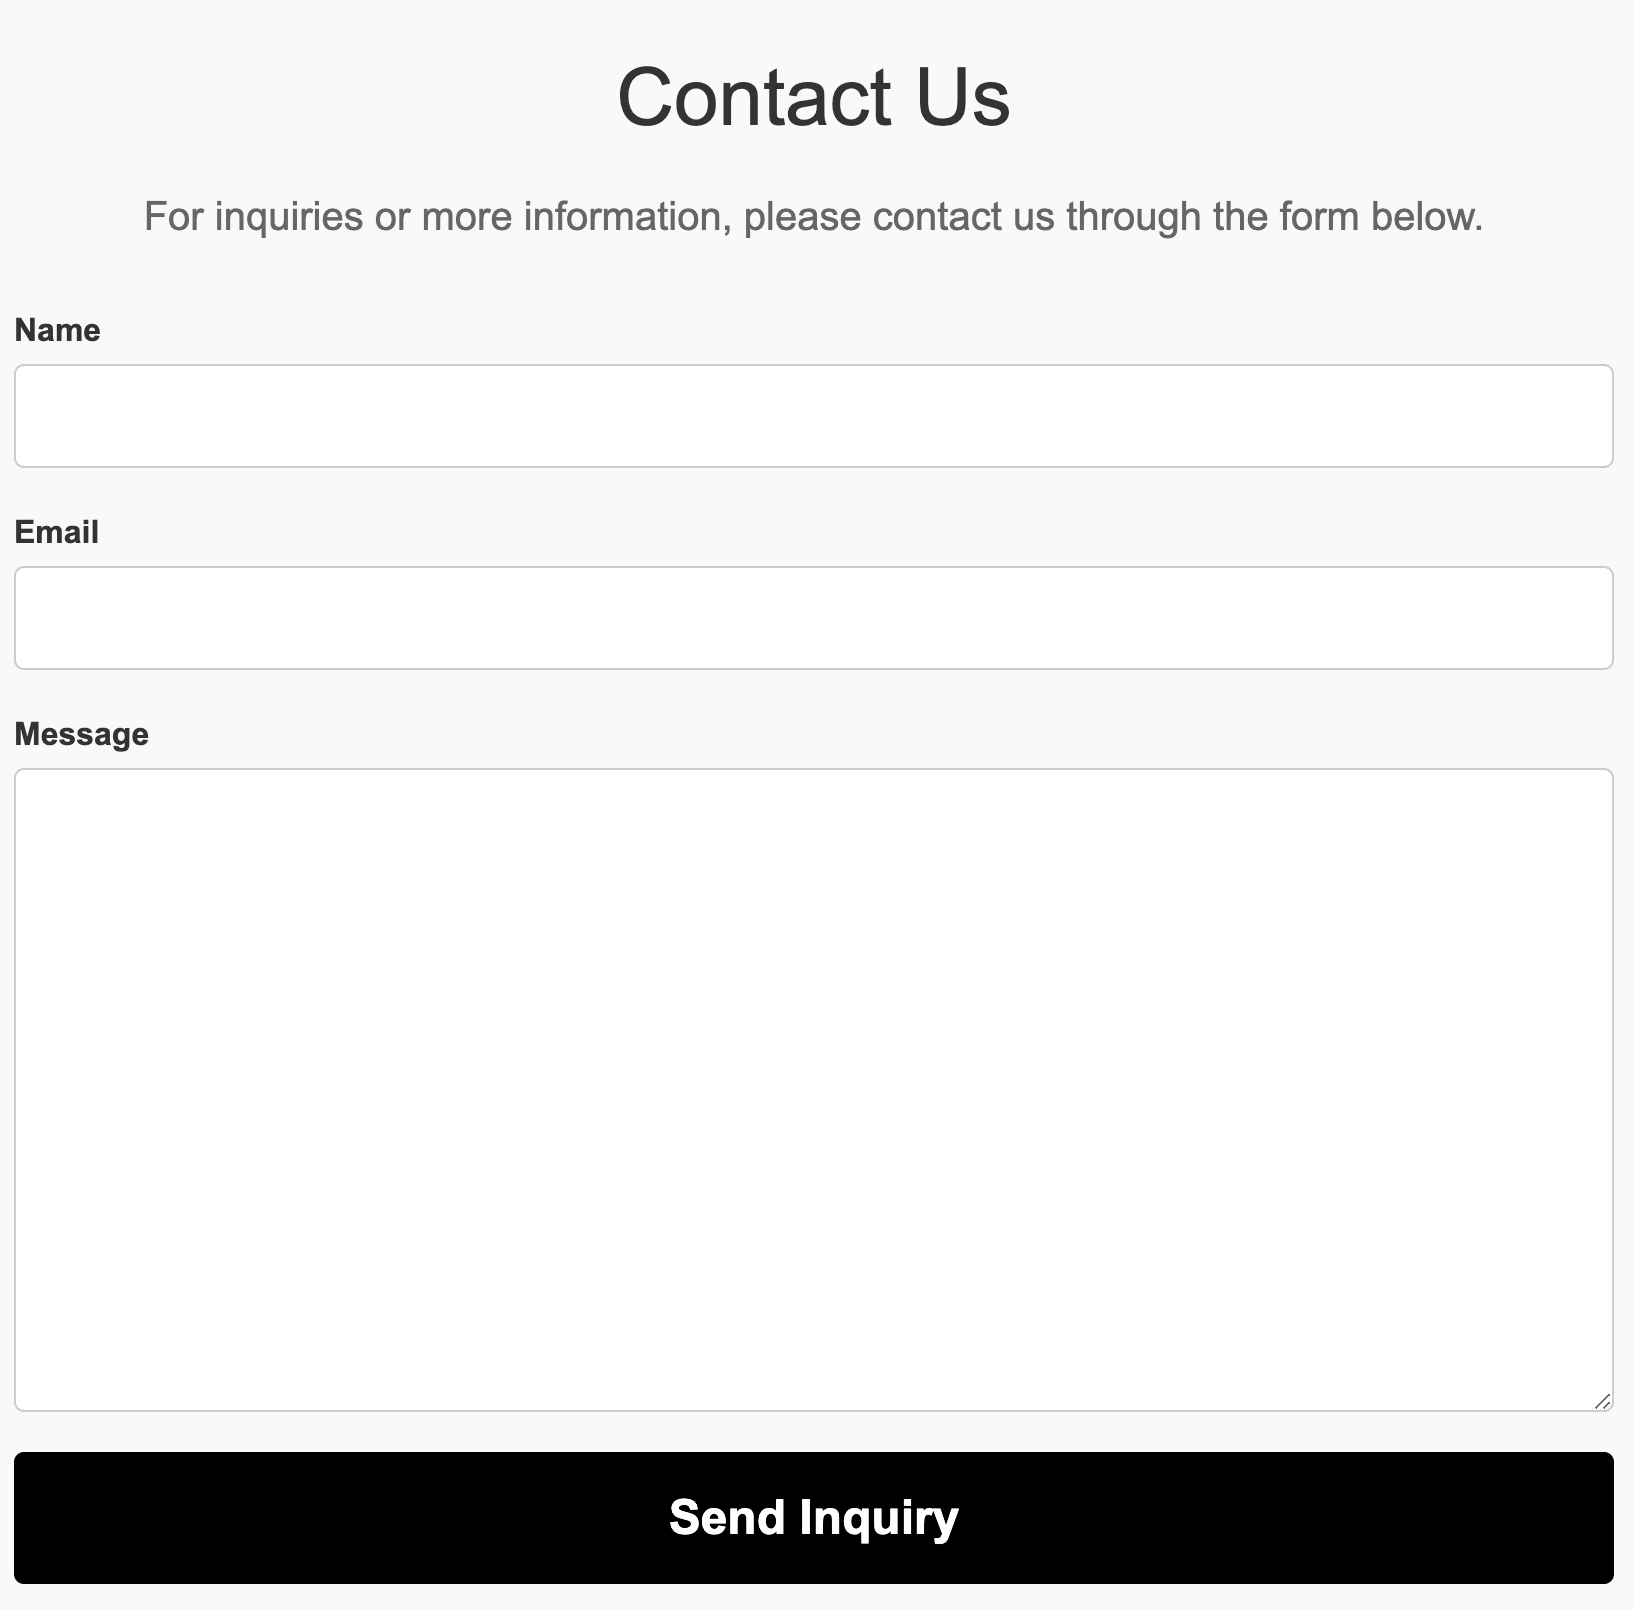 Contact Us
For inquiries or more information, please contact us through the form below.
Name
Email
Message
Send Inquiry